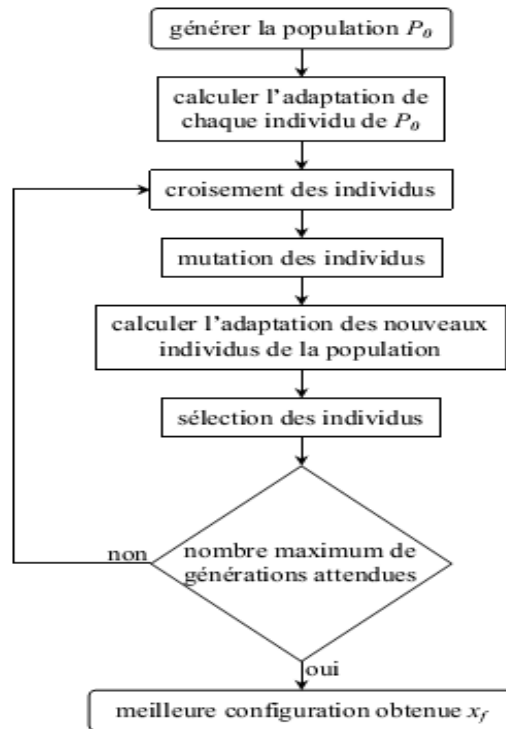 générer la population P₀
calculer l'adaptation de
chaque individu de P₀
croisement des individus
mutation des individus
calculer l'adaptation des nouveaux
individus de la population
sélection des individus
nombre maximum de
générations attendues
non
oui
meilleure configuration obtenue x_f